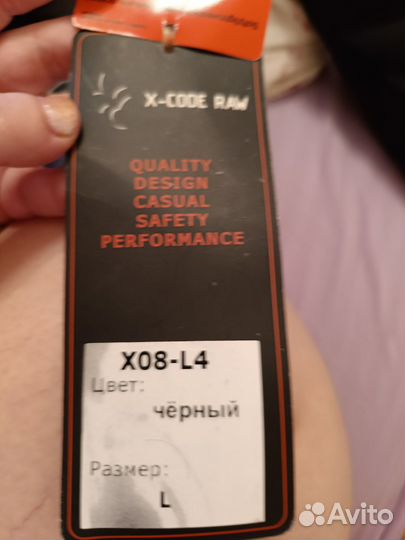 X-CODE RAW
QUALITY
DESIGN
CASUAL
SAFETY
PERFORMANCE
X08-L4
Цвет:
чёрный
Размер:
L
Avito